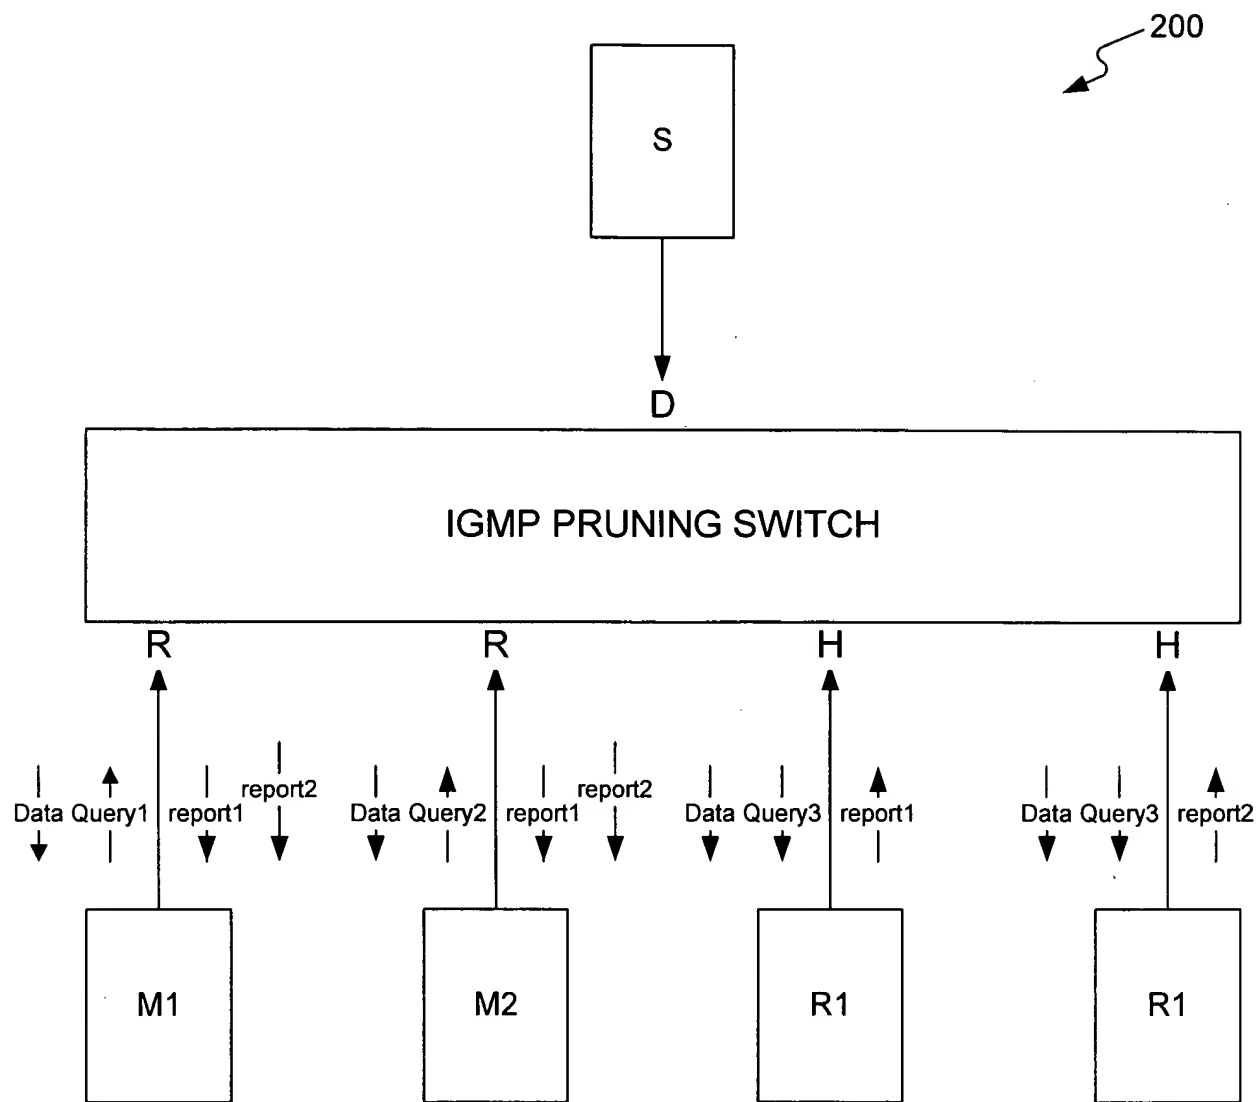 200
S
D
IGMP PRUNING SWITCH
R R H H
report2 report2
Data Query1 report1 Data Query2 report1 Data Query3 report1 Data Query3 report2
M1 M2 R1 R1